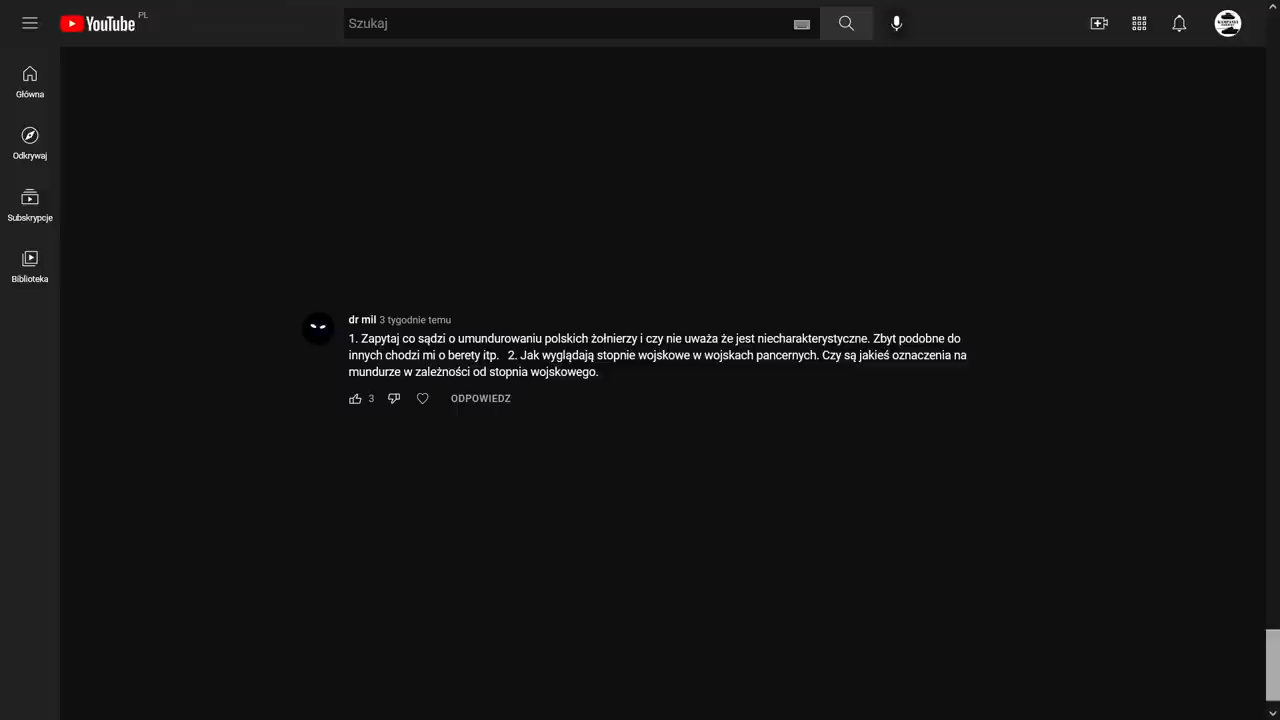 YouTube PL
Szukaj
Główna
Odkrywaj
Subskrypcje
Biblioteka
dr mil 3 tygodnie temu
1. Zapytaj co sądzi o umundurowaniu polskich żołnierzy i czy nie uważa że jest niecharakterystyczne. Zbyt podobne do
innych chodzi mi o berety itp. 2. Jak wyglądają stopnie wojskowe w wojskach pancernych. Czy są jakieś oznaczenia na
mundurze w zależności od stopnia wojskowego.
3 ODPOWIEDZ